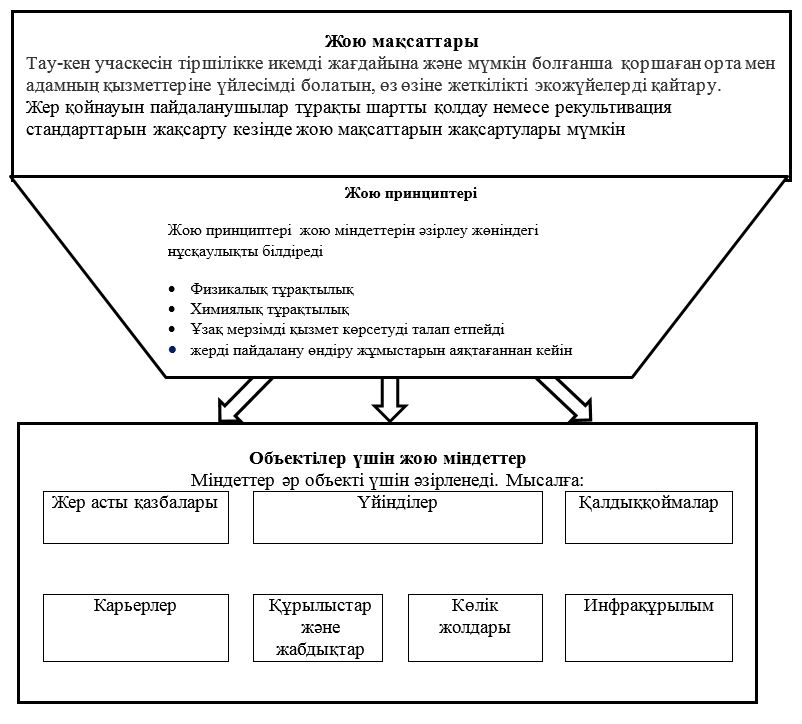 Жою мақсаттары
Тау-кен учаскесін тіршілікке икемді жағдайына және мүмкін болғанша қоршаған орта мен
адамның қызметтеріне үйлесімді болатын, өз өзіне жеткілікті экожүйелерді қайтару.
Жер қойнауын пайдаланушылар тұрақты шартты қолдау немесе рекультивация
стандарттарын жақсарту кезінде жою мақсаттарын жақсартулары мүмкін
Жою принциптері
Жою принциптері жою міндеттерін әзірлеу жөніндегі
нұсқаулықты білдіреді
• Физикалық тұрақтылық
• Химиялық тұрақтылық
• Ұзақ мерзімді қызмет көрсетуді талап етпейді
• жерді пайдалану өндіру жұмыстарын аяқтағаннан кейін
Объектілер үшін жою міндеттер
Міндеттер әр объекті үшін әзірленеді. Мысалға:
Жер асты қазбалары
Үйінділер
Қалдыққоймалар
Карьерлер
Құрылыстар
және
жабдықтар
Көлік
жолдары
Инфрақұрылым